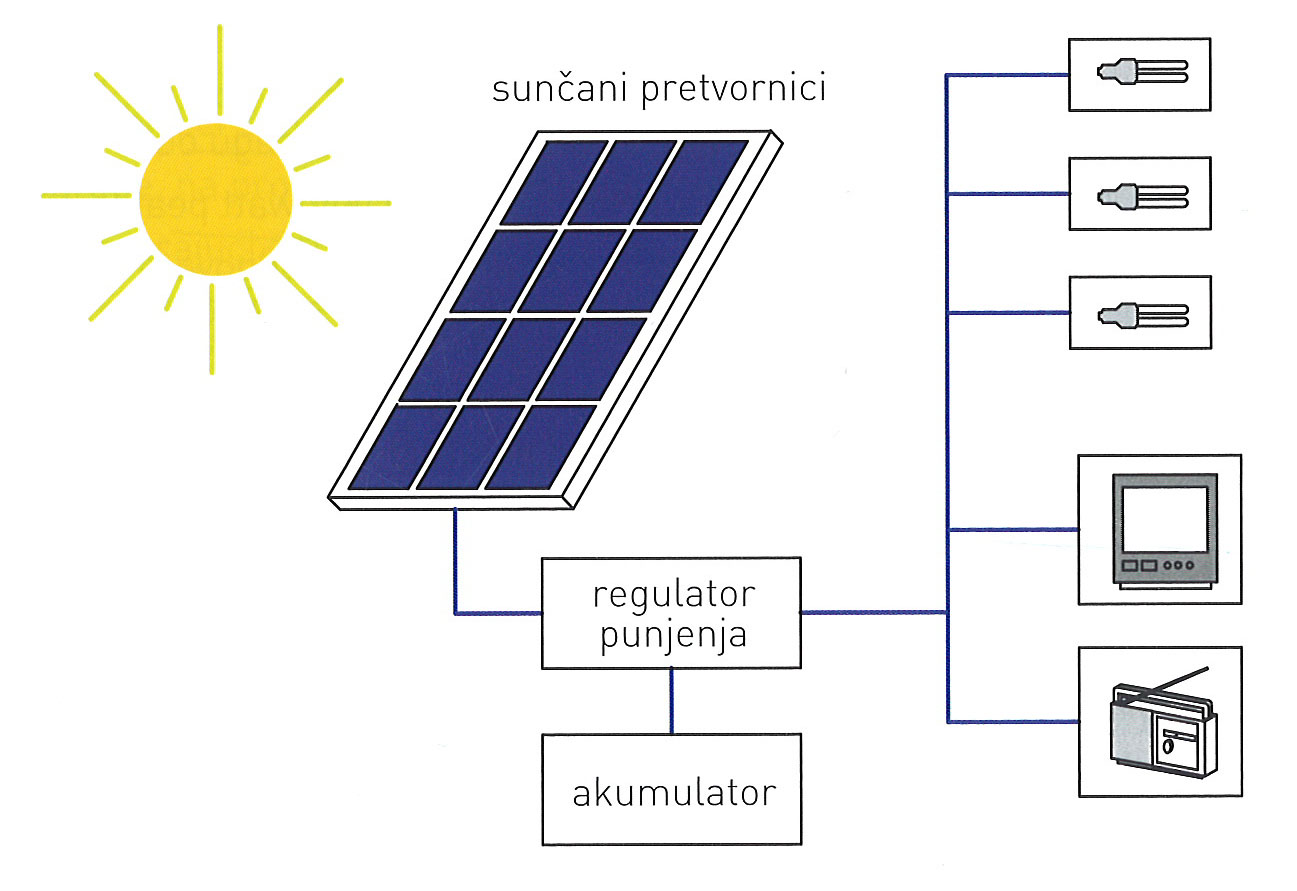 sunčani pretvornici
regulator
punjenja
akumulator